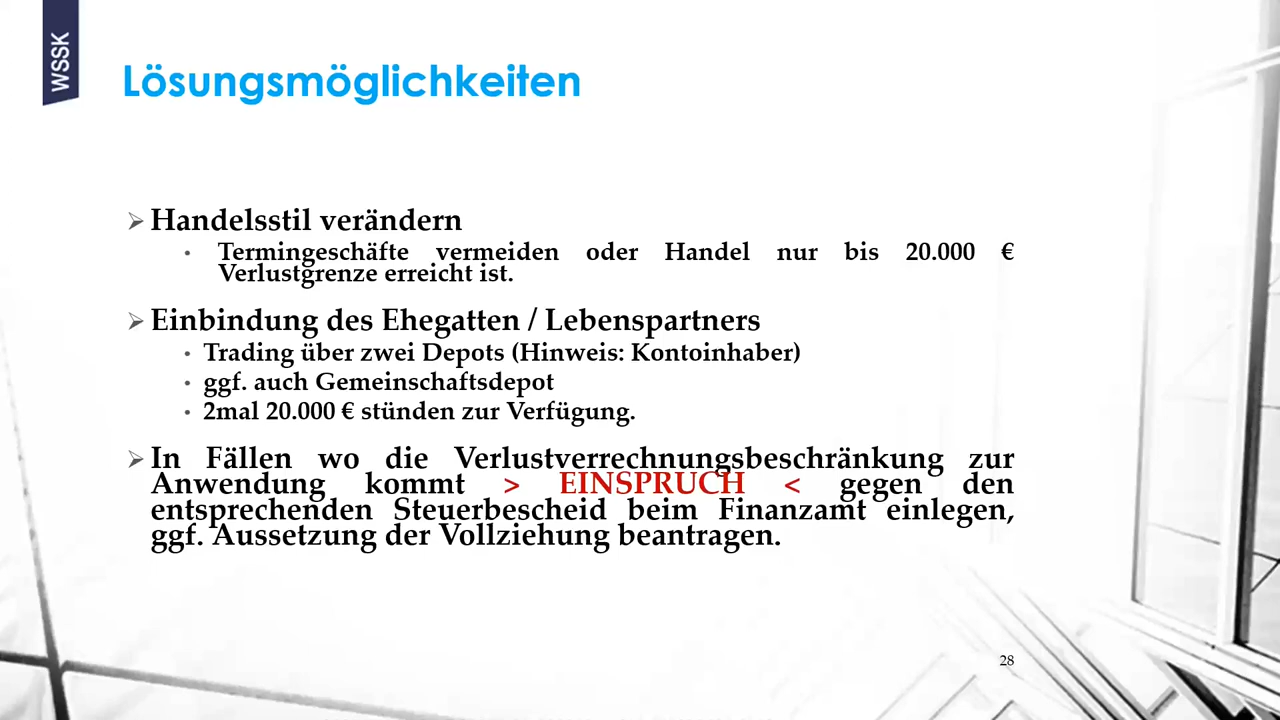 WSSK
Lösungsmöglichkeiten
➢ Handelsstil verändern
• Termingeschäfte vermeiden oder Handel nur bis 20.000 €
Verlustgrenze erreicht ist.
➢ Einbindung des Ehegatten / Lebenspartners
• Trading über zwei Depots (Hinweis: Kontoinhaber)
• ggf. auch Gemeinschaftsdepot
• 2mal 20.000 € stünden zur Verfügung.
➢ In Fällen wo die Verlustverrechnungsbeschränkung zur
Anwendung kommt > EINSPRUCH < gegen den
entsprechenden Steuerbescheid beim Finanzamt einlegen,
ggf. Aussetzung der Vollziehung beantragen.
28